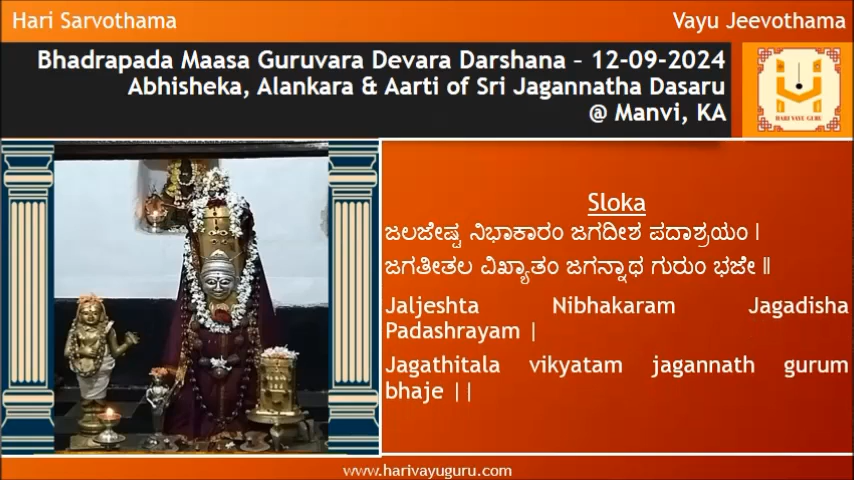 Hari Sarvothama
Vayu Jeevothama
Bhadrapada Maasa Guruvara Devara Darshana – 12-09-2024
Abhisheka, Alankara & Aarti of Sri Jagannatha Dasaru
@ Manvi, KA
HARI VAYU GURU
Sloka
ಜಲಜೇಷ್ಟ ನಿಭಾಕಾರಂ ಜಗದೀಶ ಪದಾಶ್ರಯಂ |
ಜಗತೀತಲ ವಿಖ್ಯಾತಂ ಜಗನ್ನಾಥ ಗುರುಂ ಭಜೇ ||
Jaljeshta Nibhakaram Jagadisha
Padashrayam |
Jagathitala vikyatam jagannath gurum
bhaje ||
www.harivayuguru.com